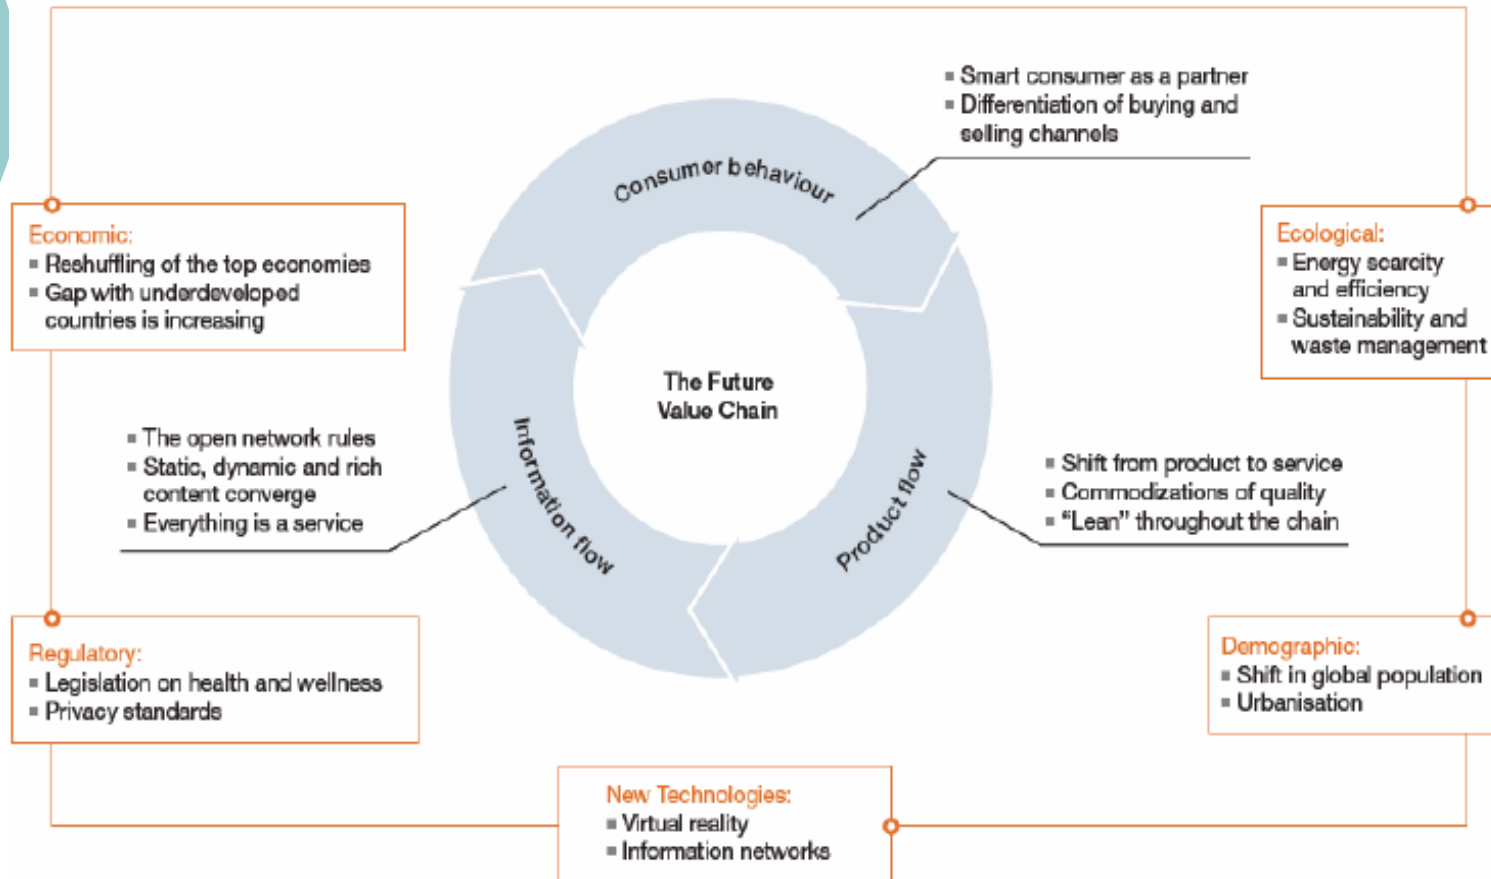 ▪ Smart consumer as a partner
▪ Differentiation of buying and
selling channels
Consumer behaviour
Economic:
▪ Reshuffling of the top economies
▪ Gap with underdeveloped
countries is increasing
Ecological:
▪ Energy scarcity
and efficiency
▪ Sustainability and
waste management
The Future
Value Chain
▪ The open network rules
▪ Static, dynamic and rich
content converge
▪ Everything is a service
Information flow
Product flow
▪ Shift from product to service
▪ Commodizations of quality
▪ "Lean" throughout the chain
Regulatory:
▪ Legislation on health and wellness
▪ Privacy standards
Demographic:
▪ Shift in global population
▪ Urbanisation
New Technologies:
▪ Virtual reality
▪ Information networks